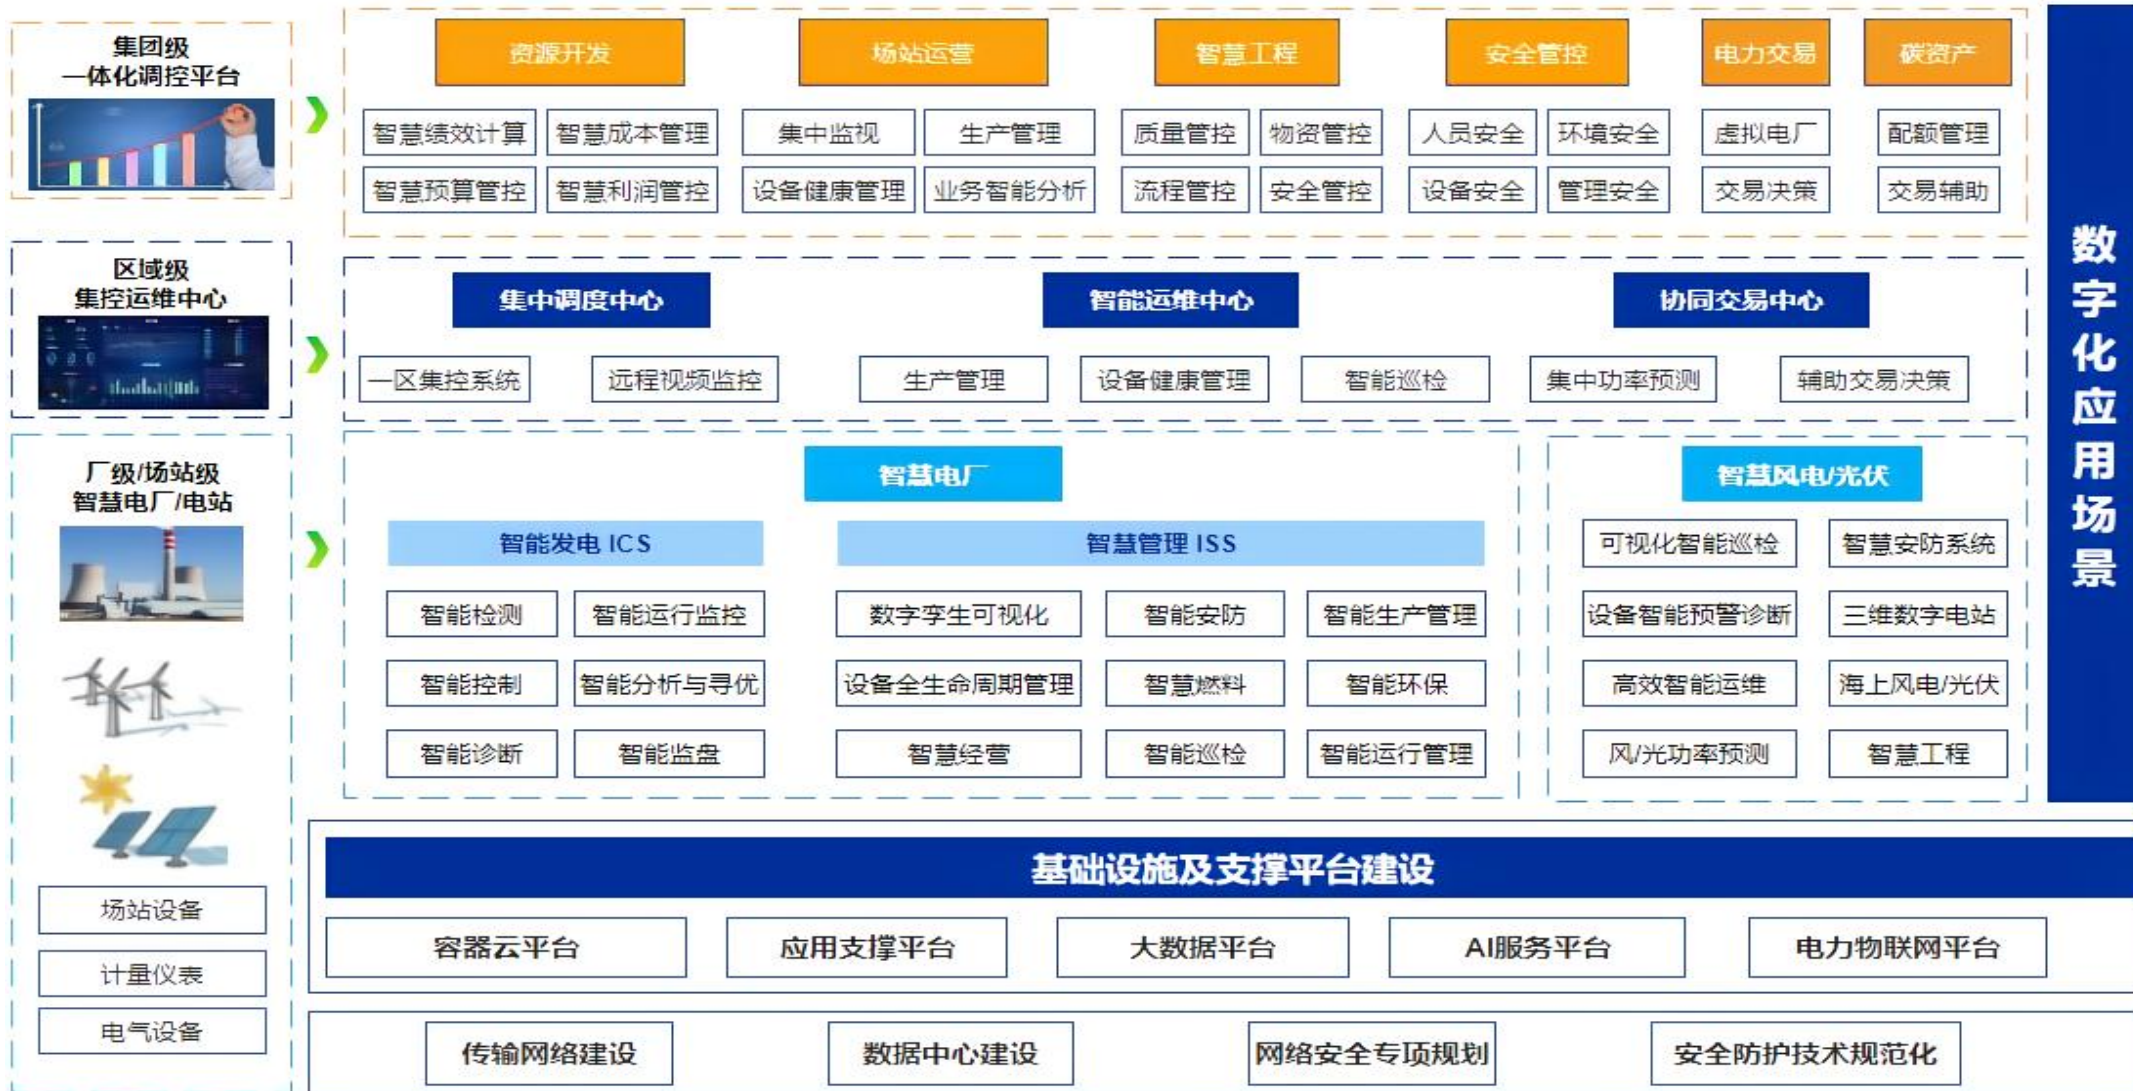 集团级
一体化调控平台
资源开发
场站运营
智慧工程
安全管控
电力交易
碳资产
智慧绩效计算
智慧成本管理
集中监视
生产管理
质量管控
物资管控
人员安全
环境安全
虚拟电厂
配额管理
智慧预算管控
智慧利润管控
设备健康管理
业务智能分析
流程管控
安全管控
设备安全
管理安全
交易决策
交易辅助
数字化应用场景
区域级
集控运维中心
集中调度中心
智能运维中心
协同交易中心
一区集控系统
远程视频监控
生产管理
设备健康管理
智能巡检
集中功率预测
辅助交易决策
厂级/场站级
智慧电厂/电站
智慧电厂
智慧风电/光伏
智能发电 ICS
智慧管理 ISS
可视化智能巡检
智慧安防系统
智能检测
智能运行监控
数字孪生可视化
智能安防
智能生产管理
设备智能预警诊断
三维数字电站
智能控制
智能分析与寻优
设备全生命周期管理
智慧燃料
智能环保
高效智能运维
海上风电/光伏
智能诊断
智能监盘
智慧经营
智能巡检
智能运行管理
风/光功率预测
智慧工程
场站设备
计量仪表
电气设备
基础设施及支撑平台建设
容器云平台
应用支撑平台
大数据平台
AI服务平台
电力物联网平台
传输网络建设
数据中心建设
网络安全专项规划
安全防护技术规范化